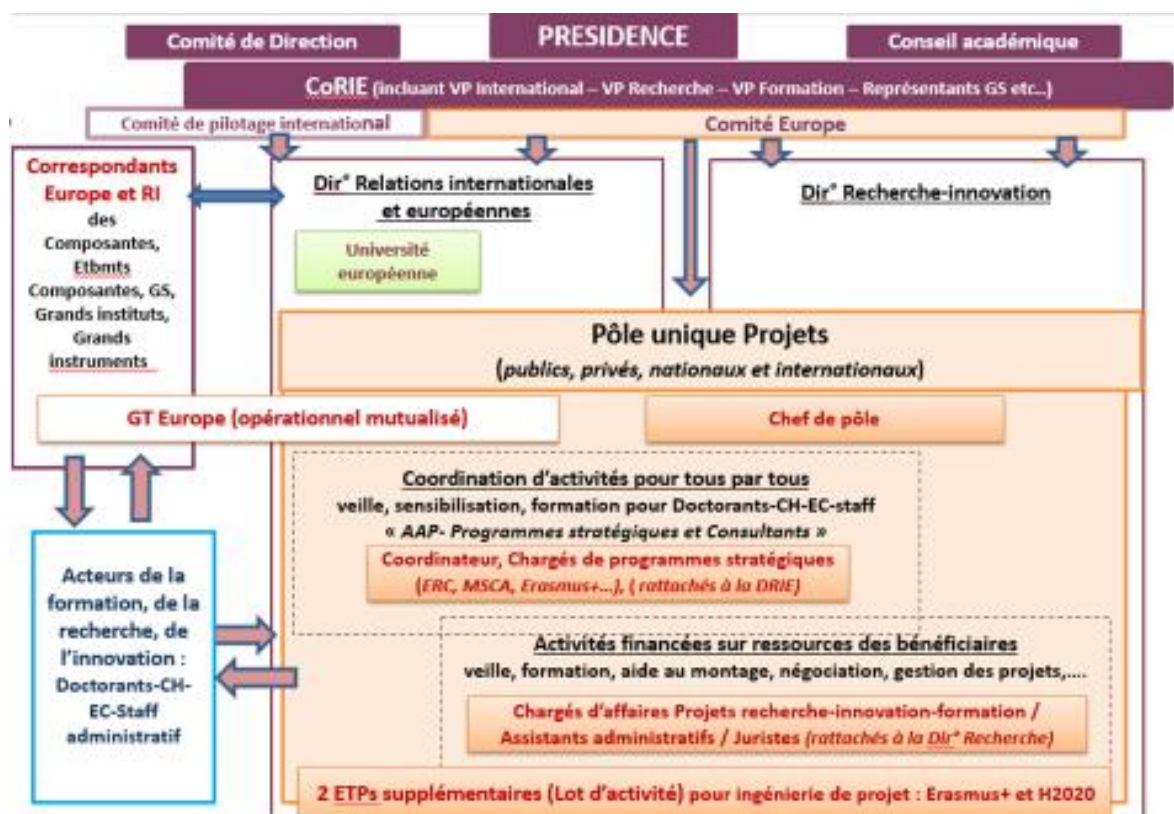 Comité de Direction
PRESIDENCE
Conseil académique
CoRIE (incluant VP International – VP Recherche – VP Formation – Représentants GS etc…)
Comité de pilotage international
Comité Europe
Correspondants
Europe et RI
des
Composantes,
Etbmts
Composantes, GS,
Grands instituts,
Grands
instruments
Dir° Relations internationales
et européennes
Université
européenne
Dir° Recherche-innovation
Pôle unique Projets
(publics, privés, nationaux et internationaux)
GT Europe (opérationnel mutualisé)
Chef de pôle
Coordination d'activités pour tous par tous
veille, sensibilisation, formation pour Doctorants-CH-EC-staff
« AAP- Programmes stratégiques et Consultants »
Coordinateur, Chargés de programmes stratégiques
(ERC, MSCA, Erasmus+…), ( rattachés à la DRIE)
Acteurs de la
formation, de la
recherche, de
l'innovation :
Doctorants-CH-
EC-Staff
administratif
Activités financées sur ressources des bénéficiaires
veille, formation, aide au montage, négociation, gestion des projets,….
Chargés d'affaires Projets recherche-innovation-formation /
Assistants administratifs / Juristes (rattachés à la Dir° Recherche)
2 ETPs supplémentaires (Lot d'activité) pour ingénierie de projet : Erasmus+ et H2020